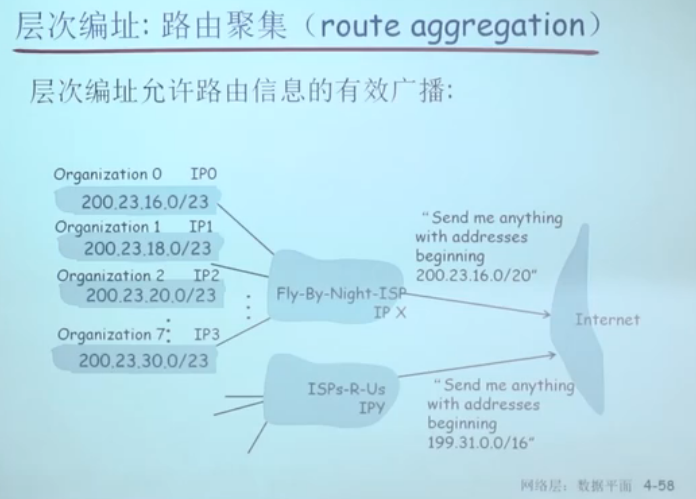 层次编址: 路由聚集（route aggregation）
层次编址允许路由信息的有效广播:
Organization 0 IP0
200.23.16.0/23
Organization 1 IP1
200.23.18.0/23
Organization 2 IP2
200.23.20.0/23
Organization 7 IP3
200.23.30.0/23
Fly-By-Night-ISP
IP X
"Send me anything
with addresses
beginning
200.23.16.0/20"
Internet
ISPs-R-Us
IPY
"Send me anything
with addresses
beginning
199.31.0.0/16"
网络层: 数据平面 4-58